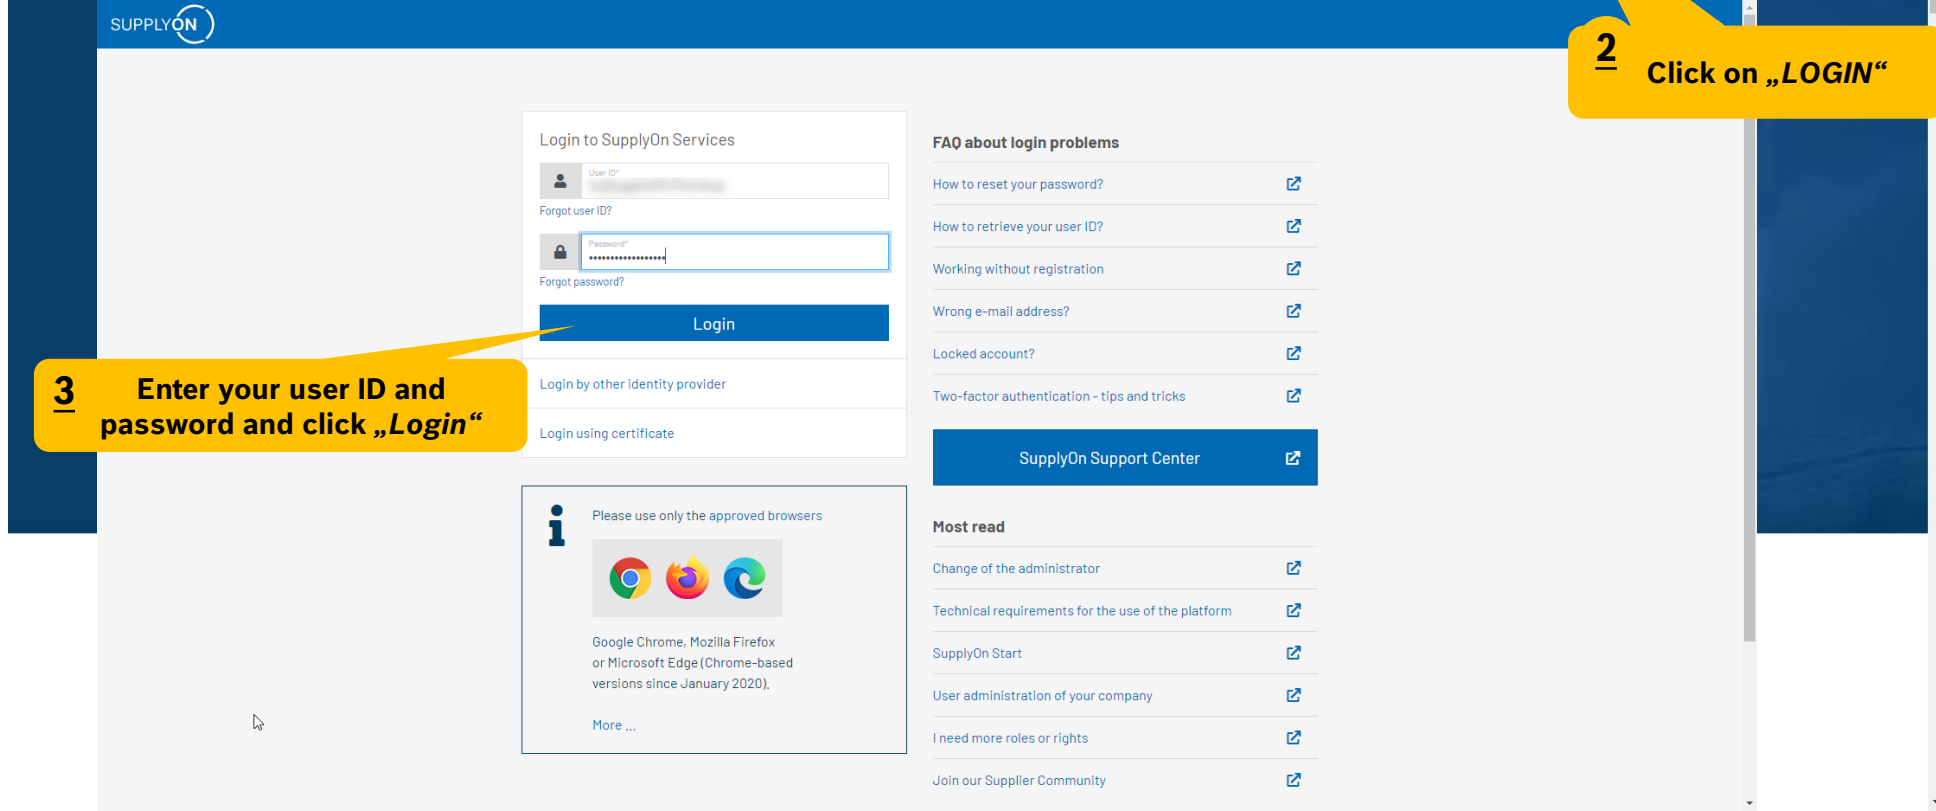 SUPPLYON
2
Click on „LOGIN“
Login to SupplyOn Services
User ID*
Forgot user ID?
Password*
••••••••••••••••••
Forgot password?
Login
3
Enter your user ID and
password and click „Login“
Login by other identity provider
Login using certificate
Please use only the approved browsers
Google Chrome, Mozilla Firefox
or Microsoft Edge (Chrome-based
versions since January 2020).
More ...
FAQ about login problems
How to reset your password?
How to retrieve your user ID?
Working without registration
Wrong e-mail address?
Locked account?
Two-factor authentication - tips and tricks
SupplyOn Support Center
Most read
Change of the administrator
Technical requirements for the use of the platform
SupplyOn Start
User administration of your company
I need more roles or rights
Join our Supplier Community